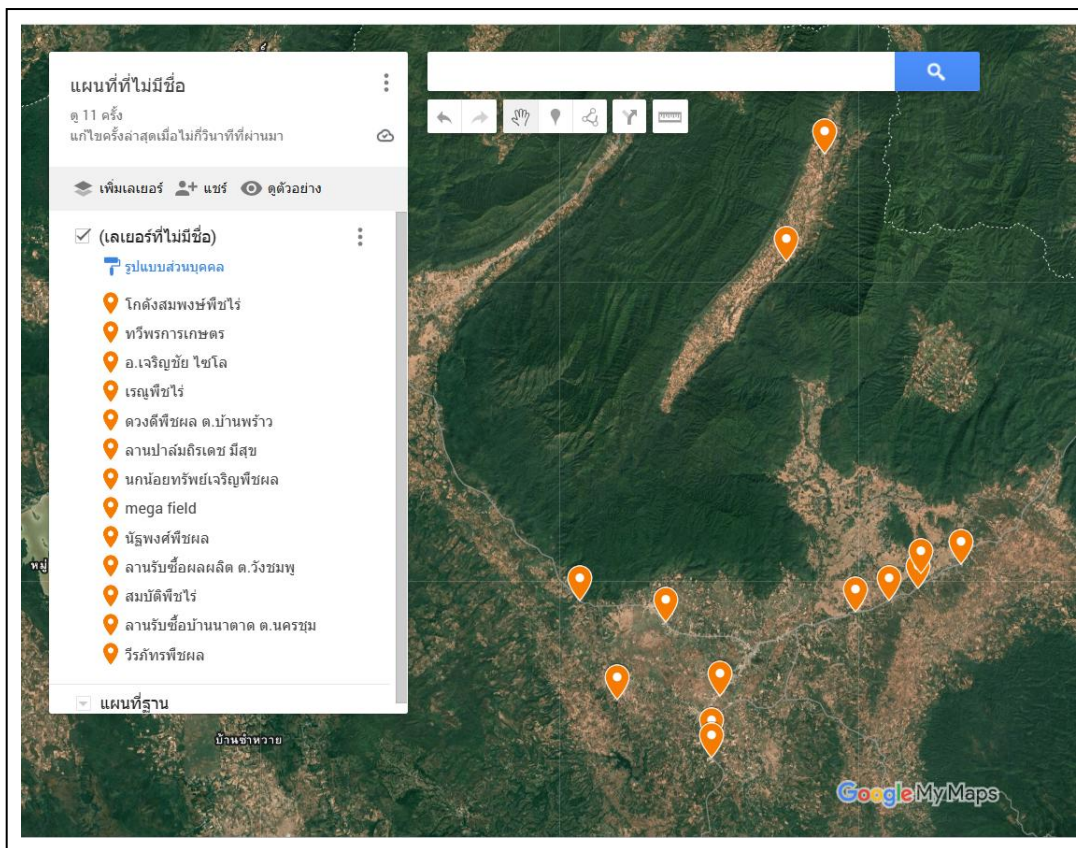 แผนที่ที่ไม่มีชื่อ
ดู 11 ครั้ง
แก้ไขครั้งล่าสุดเมื่อไม่กี่วินาทีที่ผ่านมา
เพิ่มเลเยอร์ แชร์ ดูตัวอย่าง
(เลเยอร์ที่ไม่มีชื่อ)
รูปแบบส่วนบุคคล
โกดังสมพงษ์พืชไร่
ทวีพรการเกษตร
อ.เจริญชัย ไซโล
เรณูพืชไร่
ดวงดีพืชผล ต.บ้านพร้าว
ลานปาล์มถิรเดช มีสุข
นกน้อยทรัพย์เจริญพืชผล
mega field
นัฐพงศ์พืชผล
ลานรับซื้อผลผลิต ต.วังชมพู
สมบัติพืชไร่
ลานรับซื้อบ้านนาตาด ต.นครชุม
วีรภัทรพืชผล
แผนที่ฐาน
บ้านซำหวาย
Google MyMaps